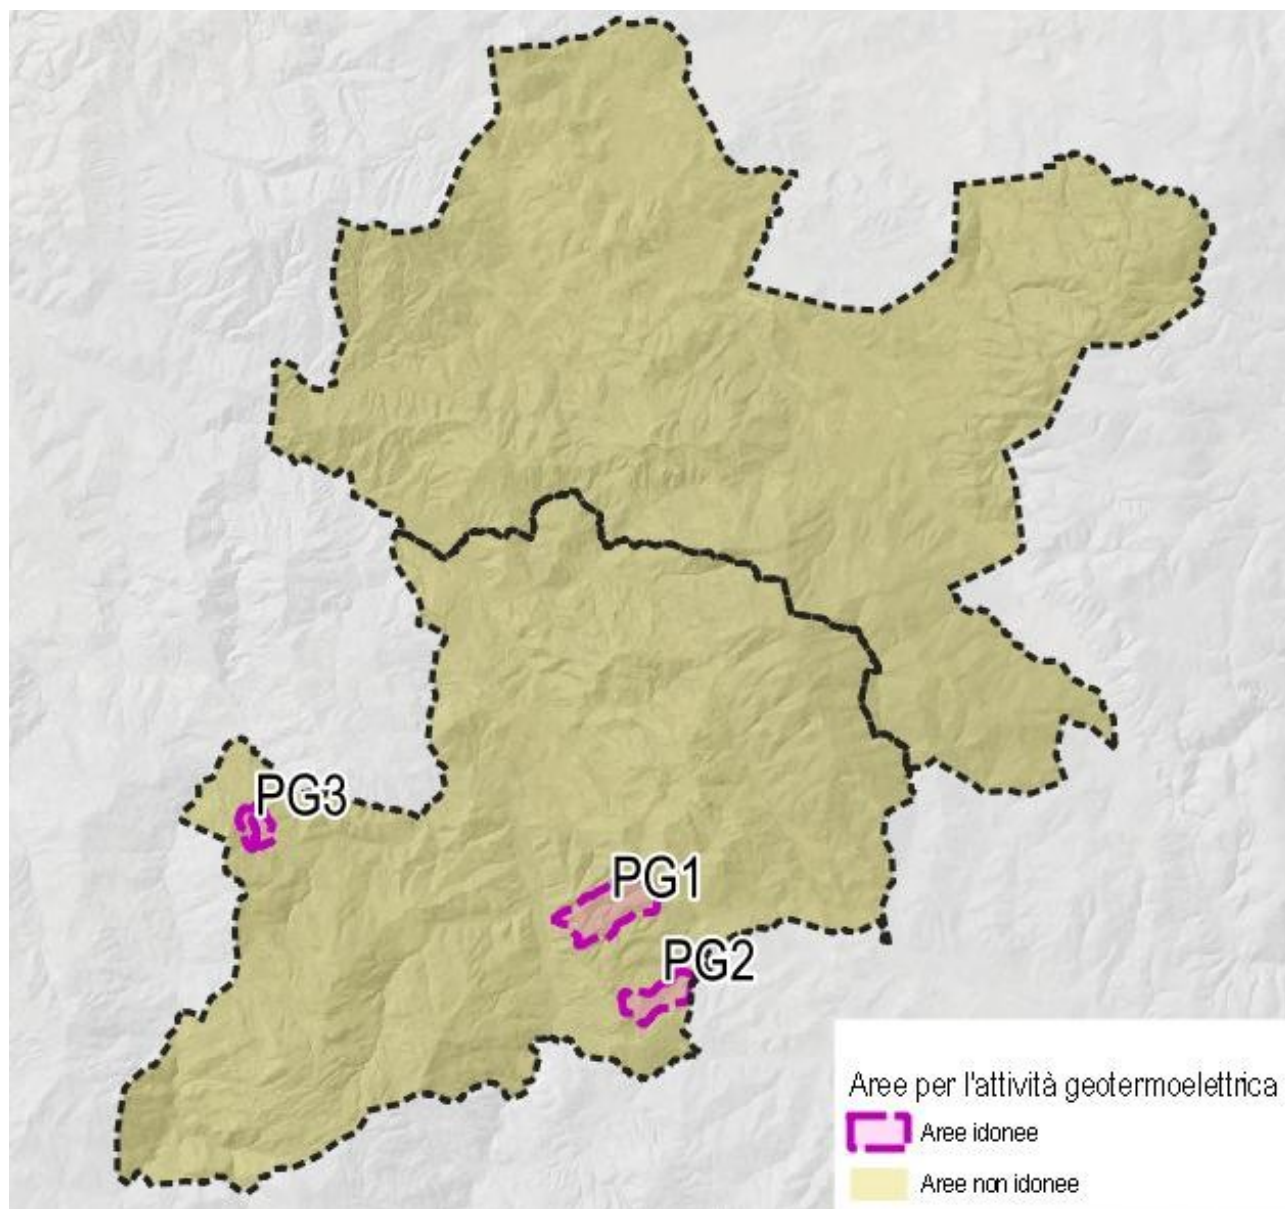 PG3
PG1
PG2
Aree per l'attività geotermoelettrica
Aree idonee
Aree non idonee